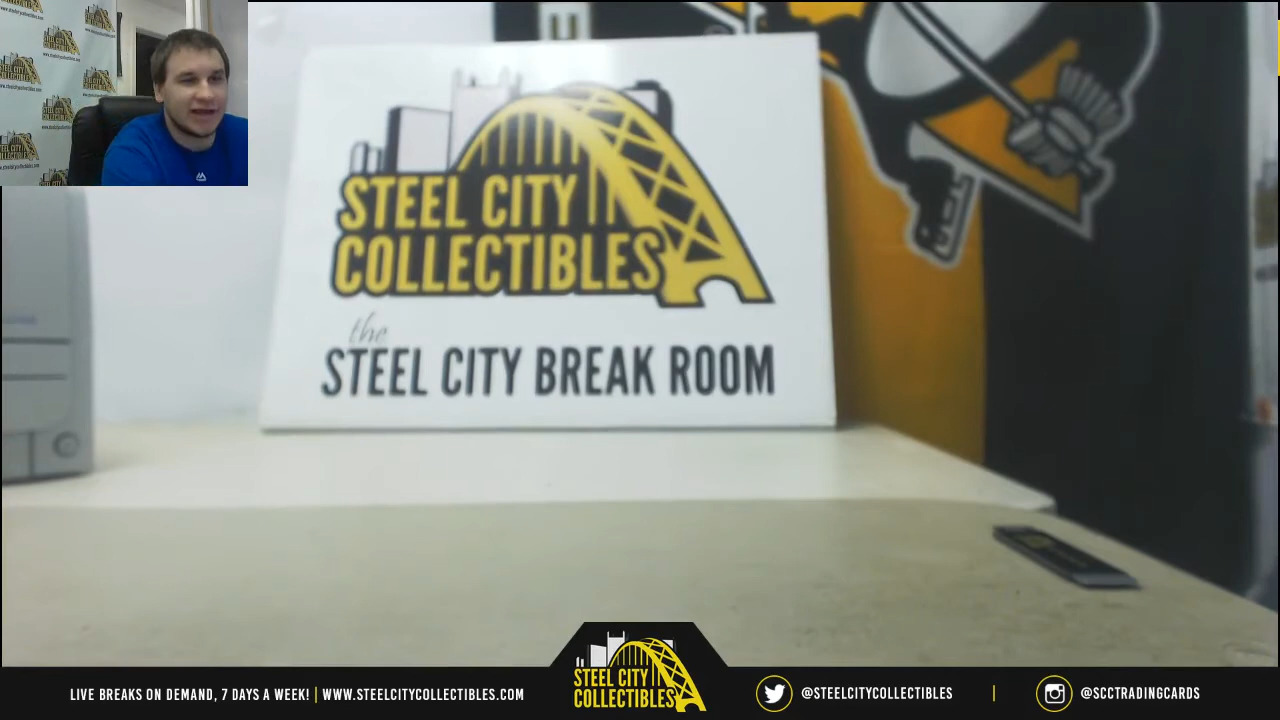 STEEL CITY
COLLECTIBLES
the
STEEL CITY BREAK ROOM
LIVE BREAKS ON DEMAND, 7 DAYS A WEEK! | WWW.STEELCITYCOLLECTIBLES.COM
STEEL CITY
COLLECTIBLES
@STEELCITYCOLLECTIBLES | @SCCTRADINGCARDS